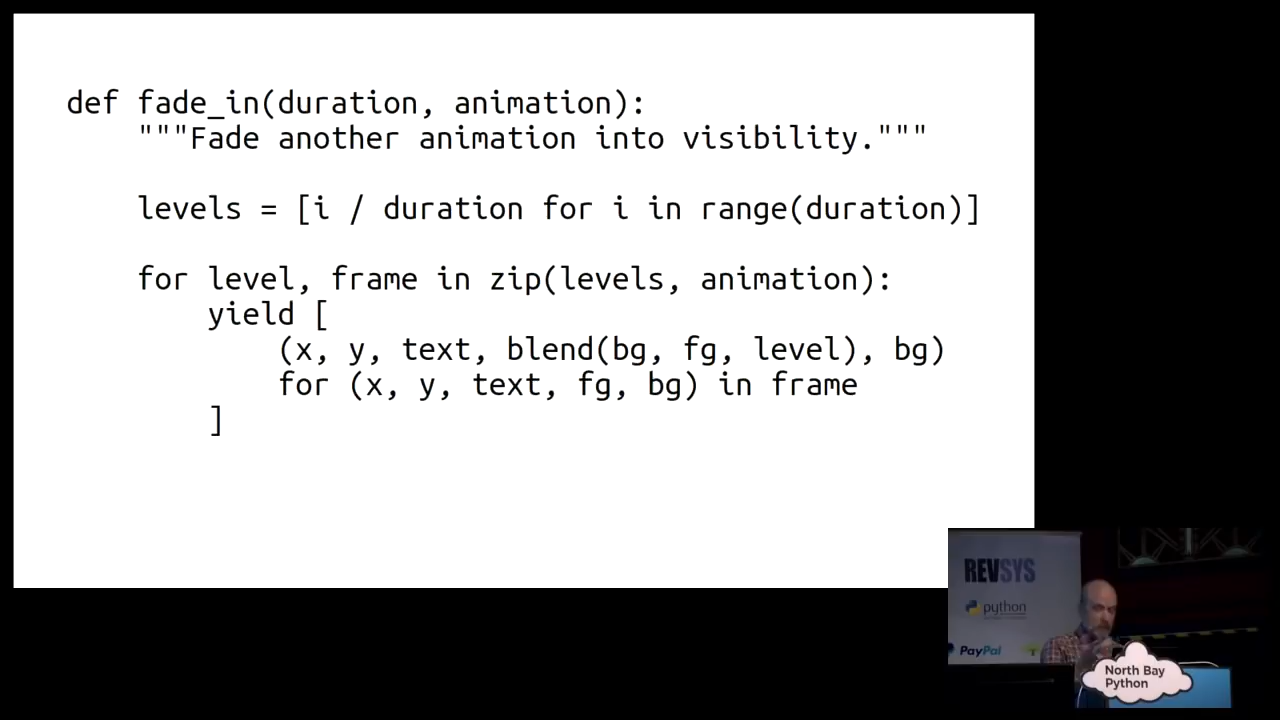 def fade_in(duration, animation):
    """Fade another animation into visibility."""
    levels = [i / duration for i in range(duration)]
    for level, frame in zip(levels, animation):
        yield [
            (x, y, text, blend(bg, fg, level), bg)
            for (x, y, text, fg, bg) in frame
        ]
REVSYS
python
PayPal
North Bay
Python